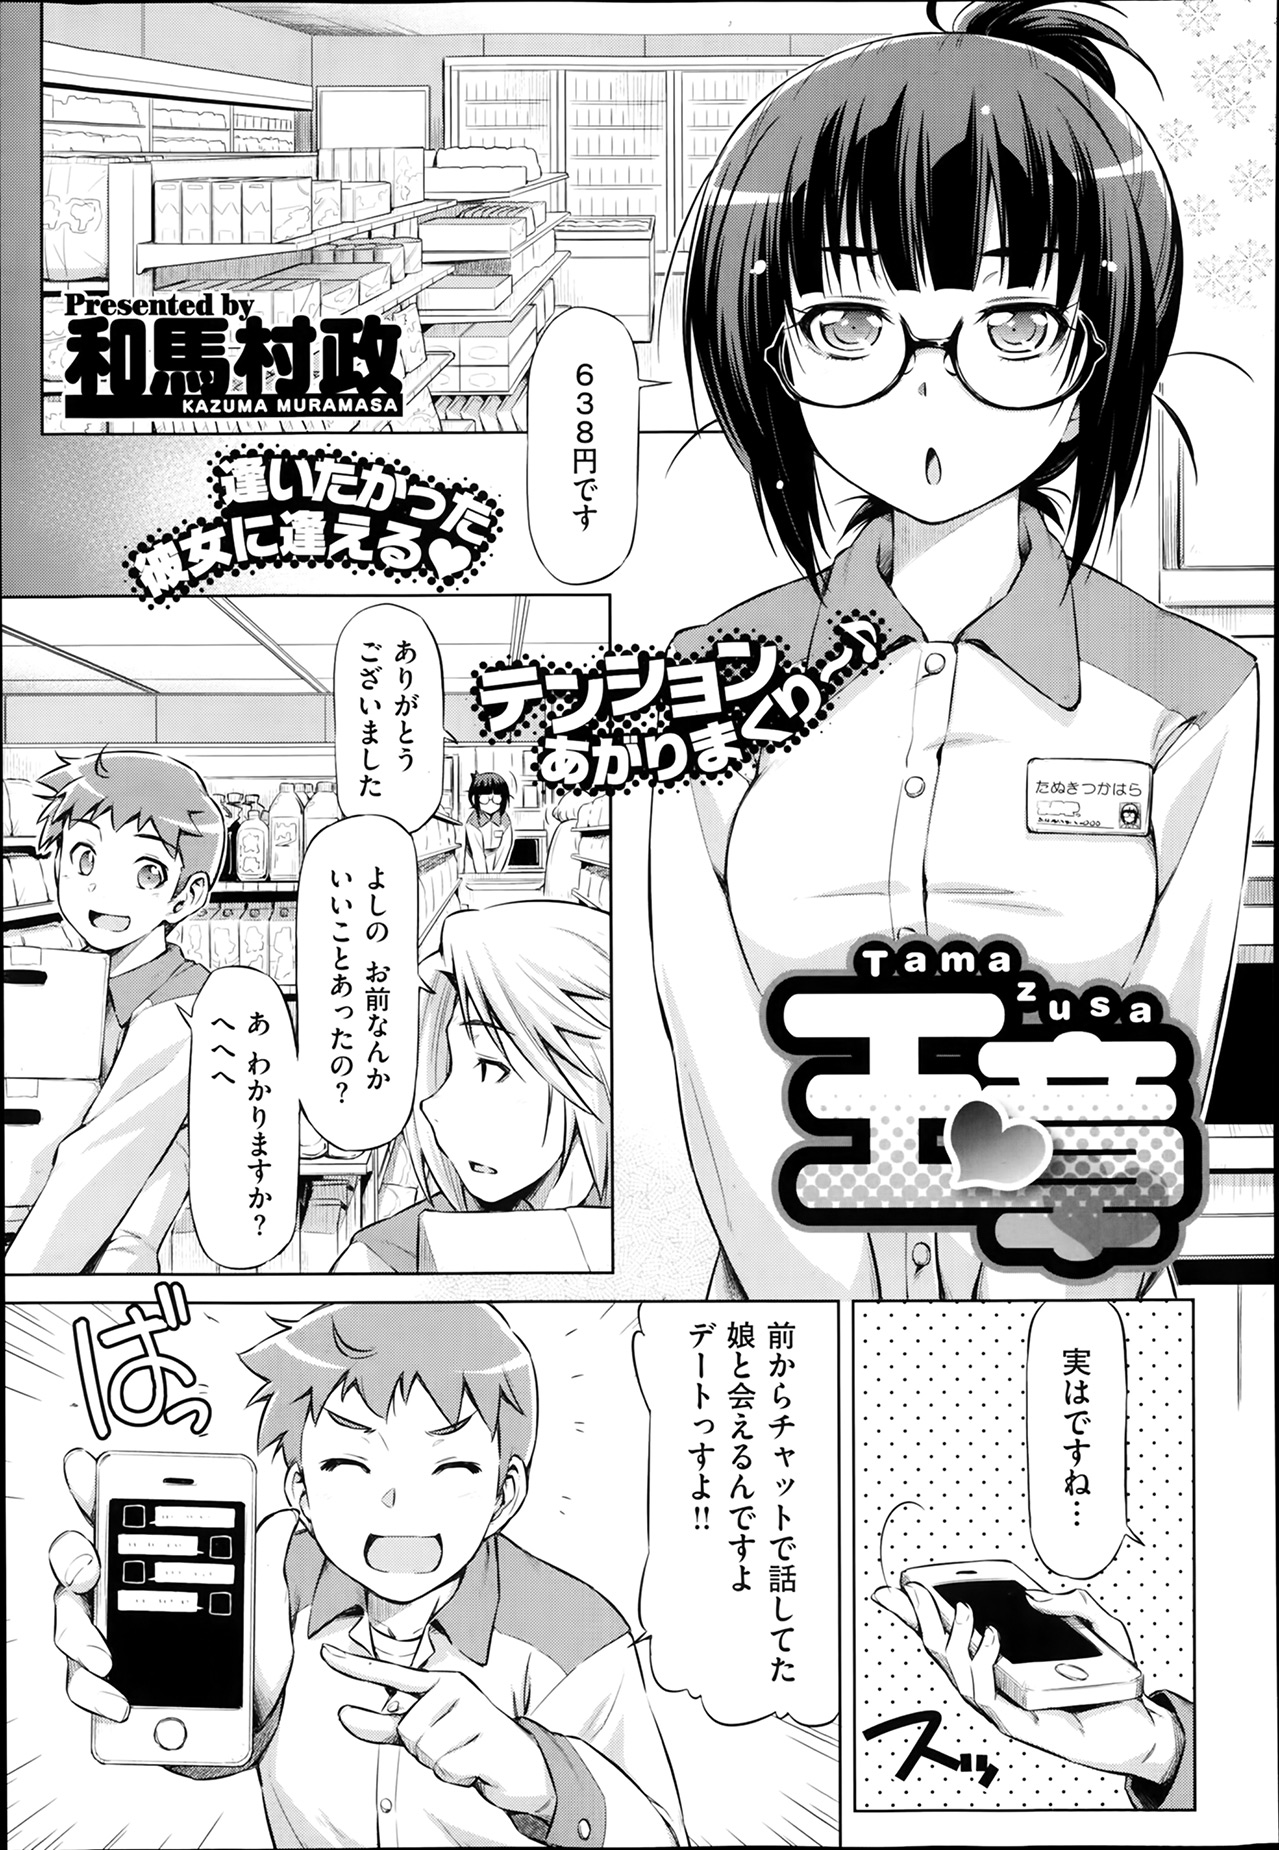 Presented by
和馬村政
KAZUMA MURAMASA
638円です
逢いたかった
彼女に逢える♥
テンション
あがりまくり～♪
たぬきつかはら
Tamazusa
玉章
ありがとう
ございました
よしの お前なんか
いいことあったの？
あ わかりますか？
へへへ
実はですね…
スッ
前からチャットで話してた
娘と会えるんですよ
デートっすよ!!
ばっ